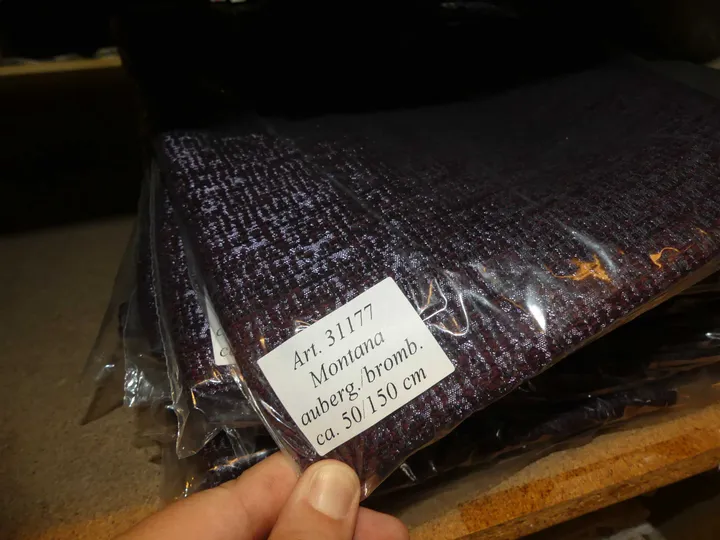 Art. 31177
Montana
auberg./bromb.
ca. 50/150 cm